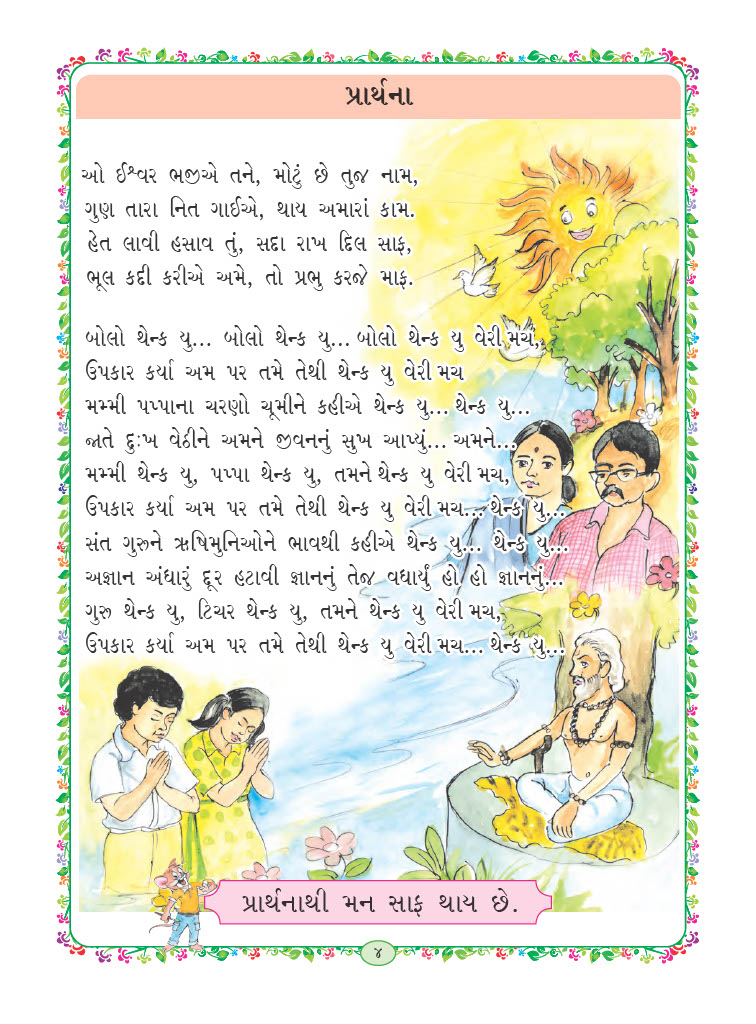 પ્રાર્થના
ઓ ઈશ્વર ભજીએ તને, મોટું છે તુજ નામ,
ગુણ તારા નિત ગાઈએ, થાય અમારાં કામ.
હેત લાવી હસાવ તું, સદા રાખ દિલ સાફ,
ભૂલ કદી કરીએ અમે, તો પ્રભુ કરજે માફ.
બોલો થેન્ક યુ... બોલો થેન્ક યુ... બોલો થેન્ક યુ વેરી મચ,
ઉપકાર કર્યા અમ પર તમે તેથી થેન્ક યુ વેરી મચ
મમ્મી પપ્પાના ચરણો ચૂમીને કહીએ થેન્ક યુ... થેન્ક યુ...
જાતે દુઃખ વેઠીને અમને જીવનનું સુખ આપ્યું... અમને...
મમ્મી થેન્ક યુ, પપ્પા થેન્ક યુ, તમને થેન્ક યુ વેરી મચ,
ઉપકાર કર્યા અમ પર તમે તેથી થેન્ક યુ વેરી મચ... થેન્ક યુ...
સંત ગુરુને ઋષિમુનિઓને ભાવથી કહીએ થેન્ક યુ... થેન્ક યુ...
અજ્ઞાન અંધારું દૂર હટાવી જ્ઞાનનું તેજ વધાર્યું હો હો જ્ઞાનનું...
ગુરુ થેન્ક યુ, ટિચર થેન્ક યુ, તમને થેન્ક યુ વેરી મચ,
ઉપકાર કર્યા અમ પર તમે તેથી થેન્ક યુ વેરી મચ... થેન્ક યુ...
પ્રાર્થનાથી મન સાફ થાય છે.
૪